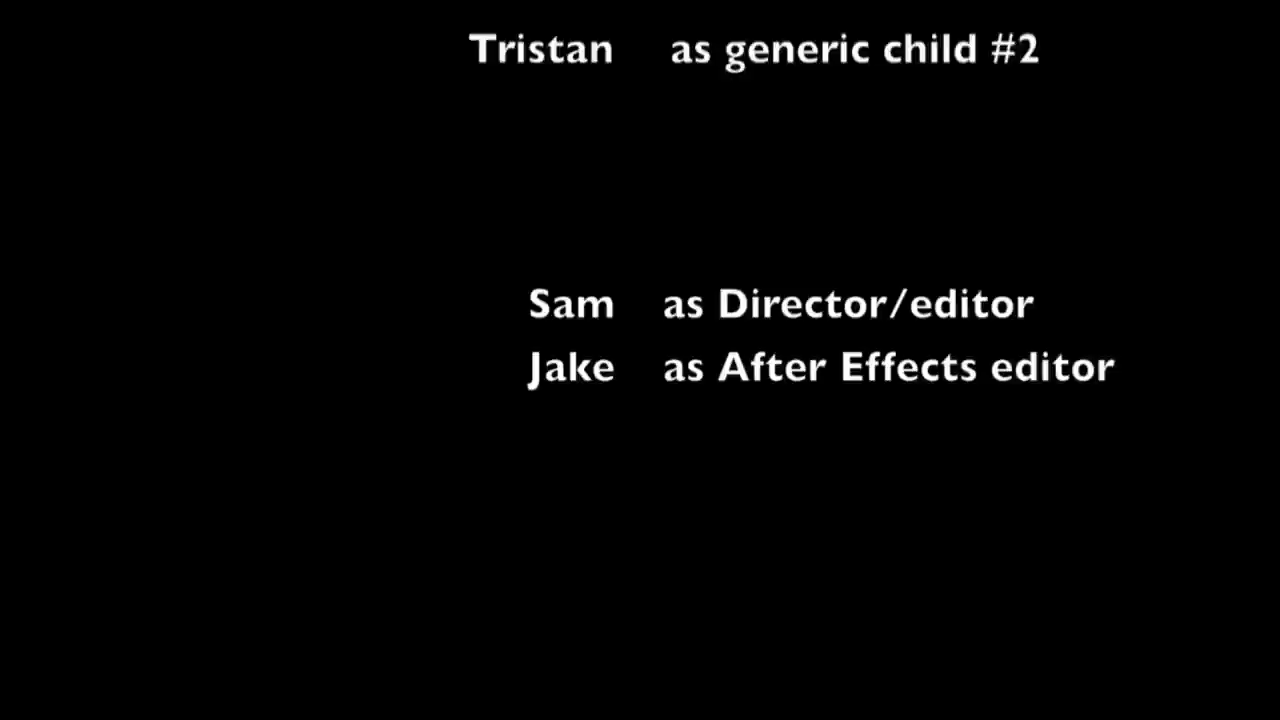 Tristan as generic child #2
Sam as Director/editor
Jake as After Effects editor